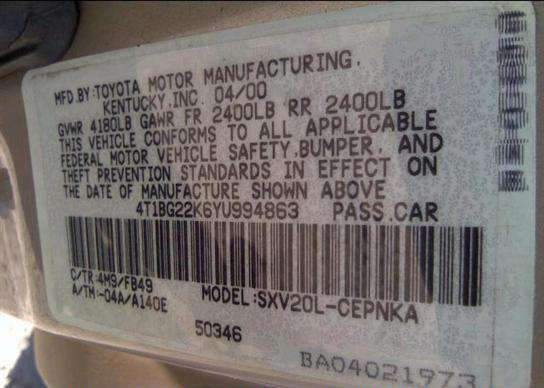 MFD.BY:TOYOTA MOTOR MANUFACTURING,
KENTUCKY,INC. 04/00
GVWR 4180LB GAWR FR 2400LB RR 2400LB
THIS VEHICLE CONFORMS TO ALL APPLICABLE
FEDERAL MOTOR VEHICLE SAFETY,BUMPER, AND
THEFT PREVENTION STANDARDS IN EFFECT ON
THE DATE OF MANUFACTURE SHOWN ABOVE
4T1BG22K6YU994863 PASS.CAR
C/TR:4M9/FB49
A/TM:-04A/A140E MODEL:SXV20L-CEPNKA
50346
BA04021973